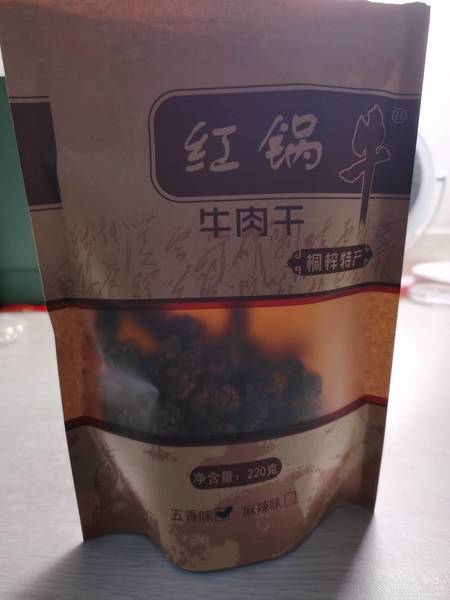 红锅牛®
牛肉干
桐梓特产
净含量：220克
五香味☑ 麻辣味□